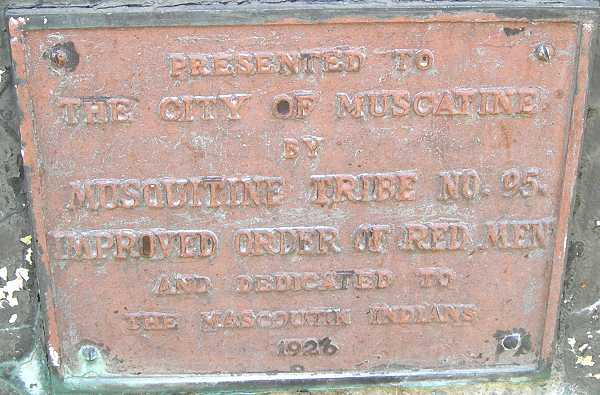 PRESENTED TO
THE CITY OF MUSCATINE
BY
MUSQUITINE TRIBE NO. 95.
IMPROVED ORDER OF RED MEN
AND DEDICATED TO
THE MASCOUTIN INDIANS
1926